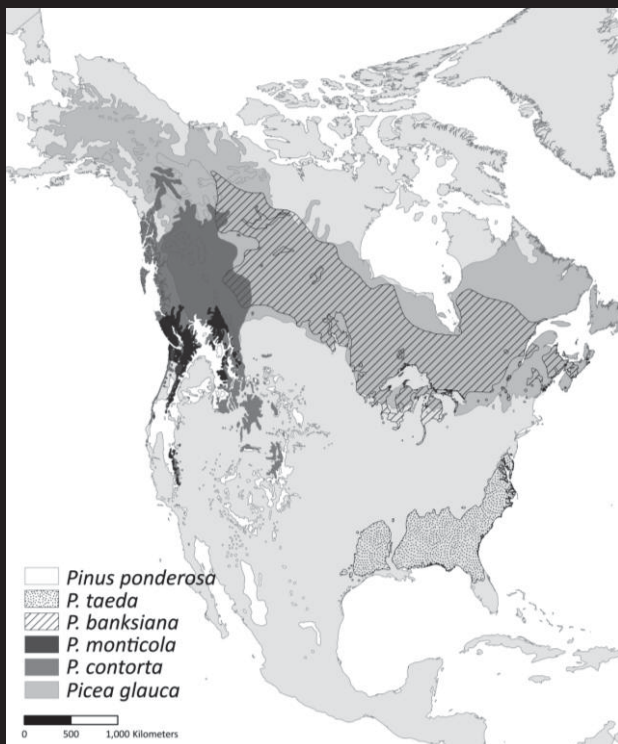 Pinus ponderosa
P. taeda
P. banksiana
P. monticola
P. contorta
Picea glauca
0 500 1,000 Kilometers